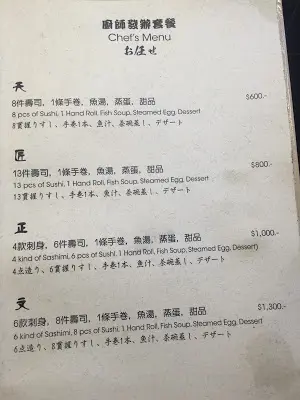 廚師發辦套餐
Chef's Menu
お任せ
天
8件壽司，1條手卷，魚湯，蒸蛋，甜品
$600.-
8 pcs of Sushi, 1 Hand Roll, Fish Soup, Steamed Egg, Dessert
8貫握りすし、手巻1本、魚汁、茶碗蒸し、デザート
匠
13件壽司，1條手卷，魚湯，蒸蛋，甜品
$800.-
13 pcs of Sushi, 1 Hand Roll, Fish Soup, Steamed Egg, Dessert
13貫握りすし、手巻1本、魚汁、茶碗蒸し、デザート
正
4款刺身，6件壽司，1條手卷，魚湯，蒸蛋，甜品
$1,000.-
4 kind of Sashimi, 6 pcs of Sushi, 1 Hand Roll, Fish Soup, Steamed Egg, Dessert
4点造り、6貫握りすし、手巻1本、魚汁、茶碗蒸し、デザート
文
6款刺身，8件壽司，1條手卷，魚湯，蒸蛋，甜品
$1,300.-
6 kind of Sashimi, 8 pcs of Sushi, 1 Hand Roll, Fish Soup, Steamed Egg, Dessert
6点造り、8貫握りすし、手巻1本、魚汁、茶碗蒸し、デザート